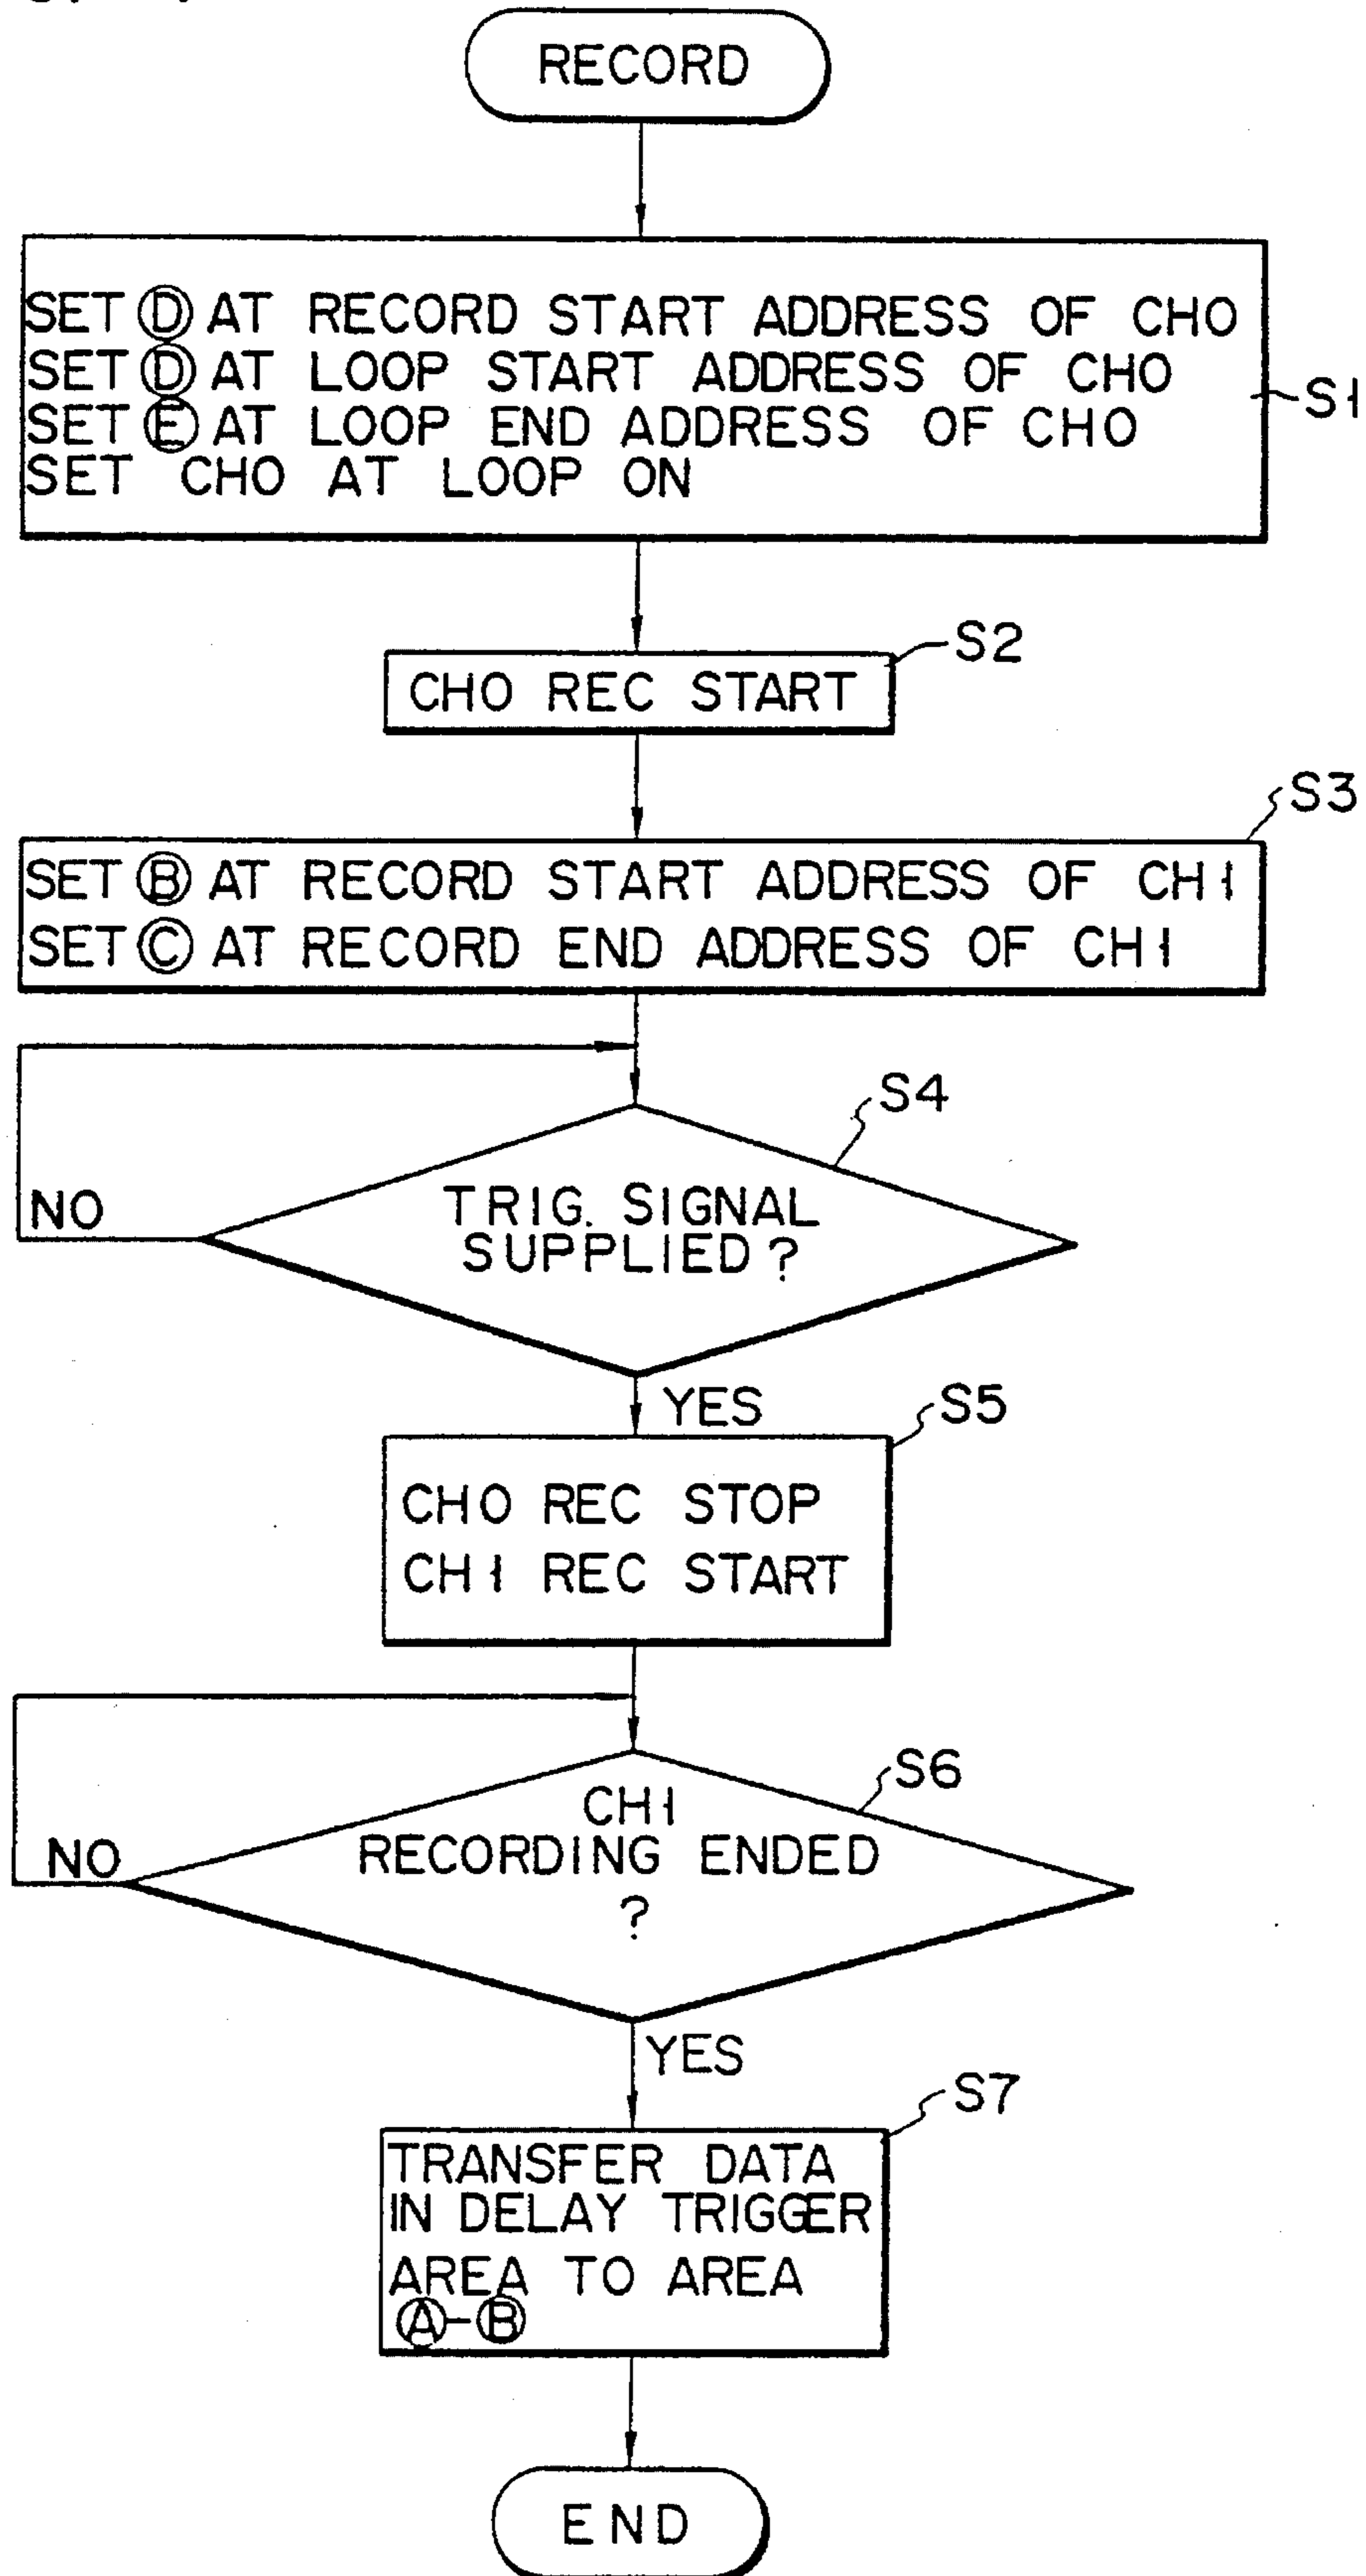 RECORD
SET Ⓓ AT RECORD START ADDRESS OF CH0
SET Ⓓ AT LOOP START ADDRESS OF CH0
SET Ⓔ AT LOOP END ADDRESS OF CH0
SET CH0 AT LOOP ON
S1
S2
CH0 REC START
S3
SET Ⓑ AT RECORD START ADDRESS OF CH1
SET Ⓒ AT RECORD END ADDRESS OF CH1
S4
NO
TRIG. SIGNAL
SUPPLIED ?
YES
S5
CH0 REC STOP
CH1 REC START
S6
CH1
NO
RECORDING ENDED
?
YES
S7
TRANSFER DATA
IN DELAY TRIGGER
AREA TO AREA
Ⓐ-Ⓑ
END